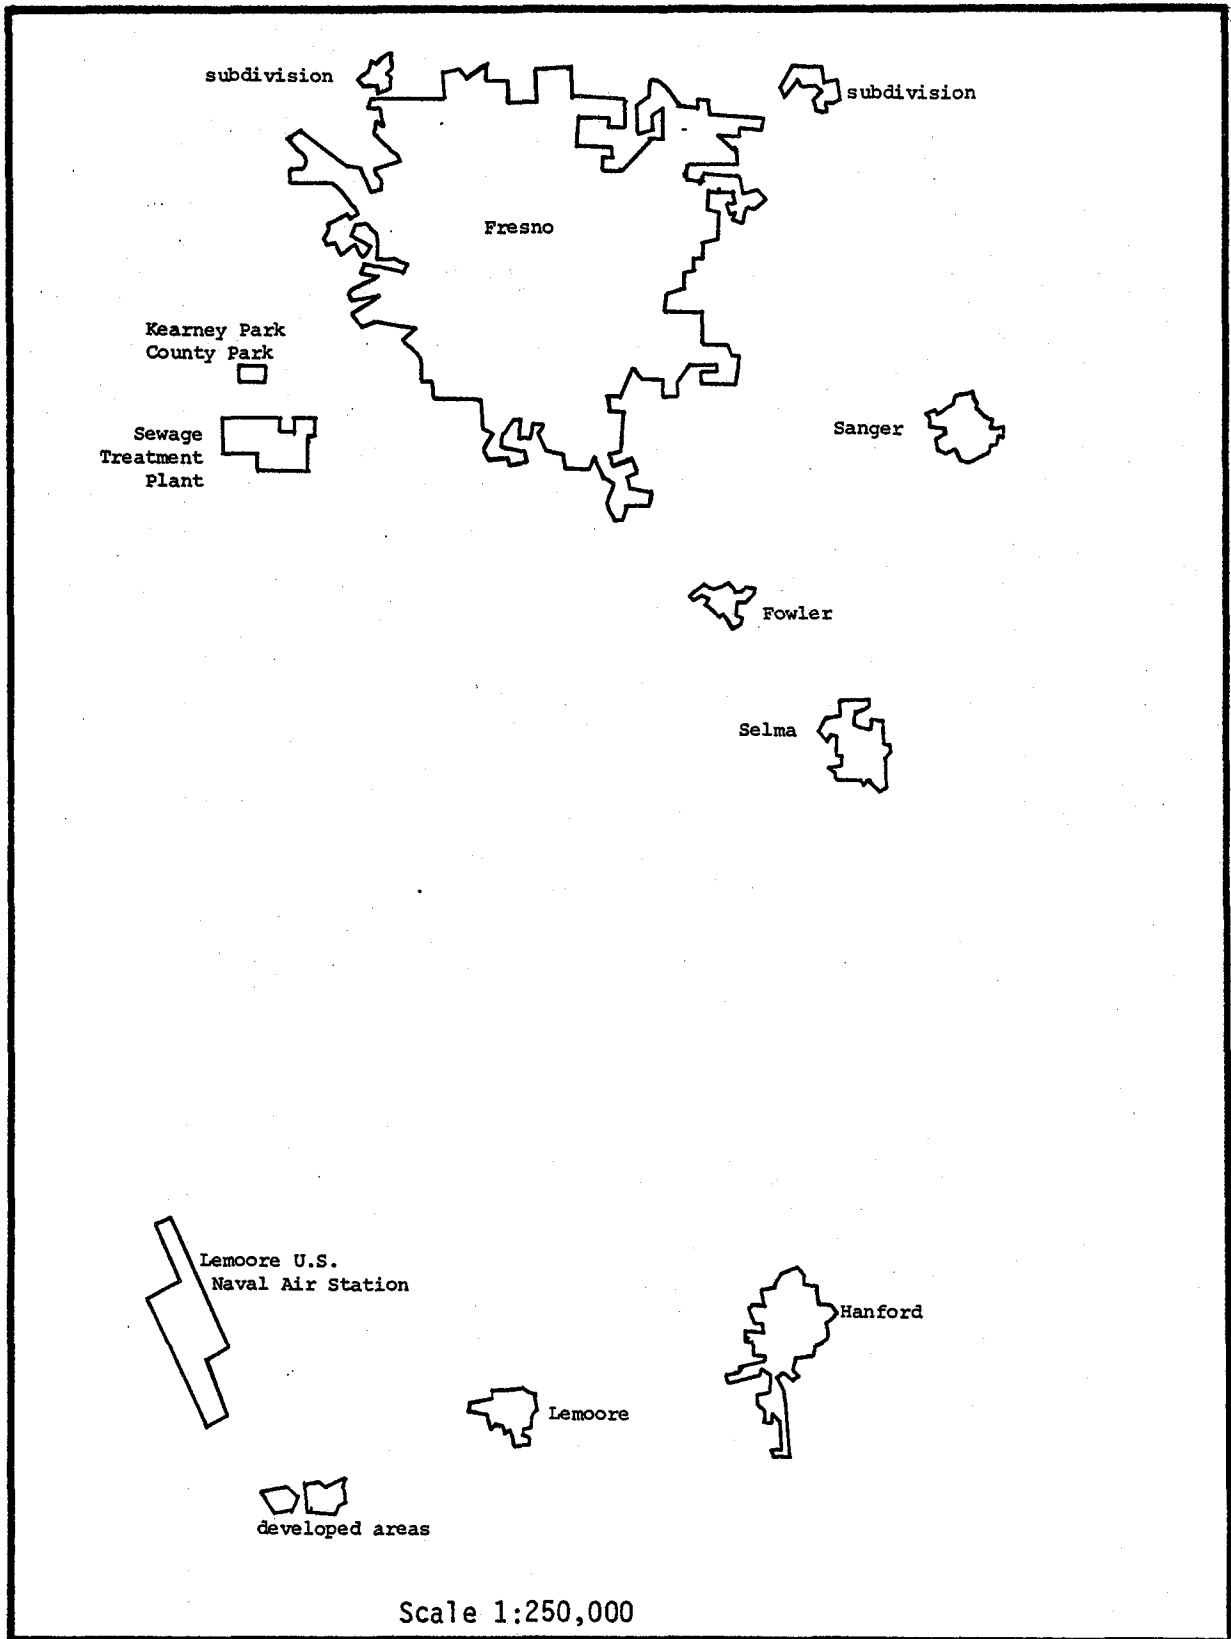 subdivision
subdivision
Fresno
Kearney Park
County Park
Sewage
Treatment
Plant
Sanger
Fowler
Selma
Lemoore U.S.
Naval Air Station
Hanford
Lemoore
developed areas
Scale 1:250,000